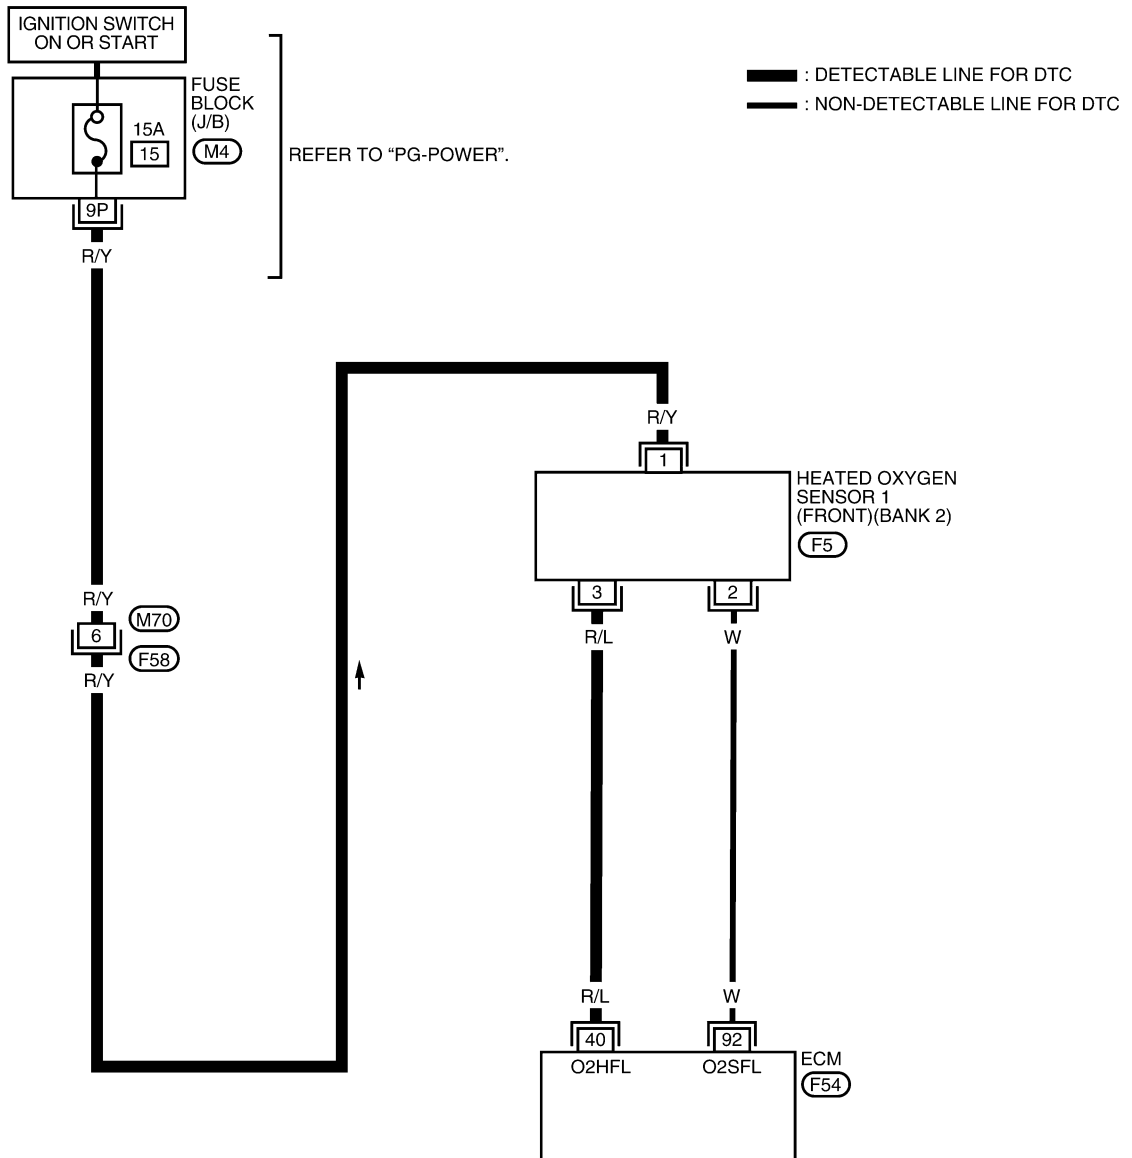 IGNITION SWITCH
ON OR START
FUSE
BLOCK
(J/B)
15A
15
M4
REFER TO “PG-POWER”.
: DETECTABLE LINE FOR DTC
: NON-DETECTABLE LINE FOR DTC
9P
R/Y
R/Y
1
HEATED OXYGEN
SENSOR 1
(FRONT)(BANK 2)
F5
3
2
R/Y
M70
6
F58
R/Y
R/L
W
R/L
W
40
92
O2HFL
O2SFL
ECM
F54